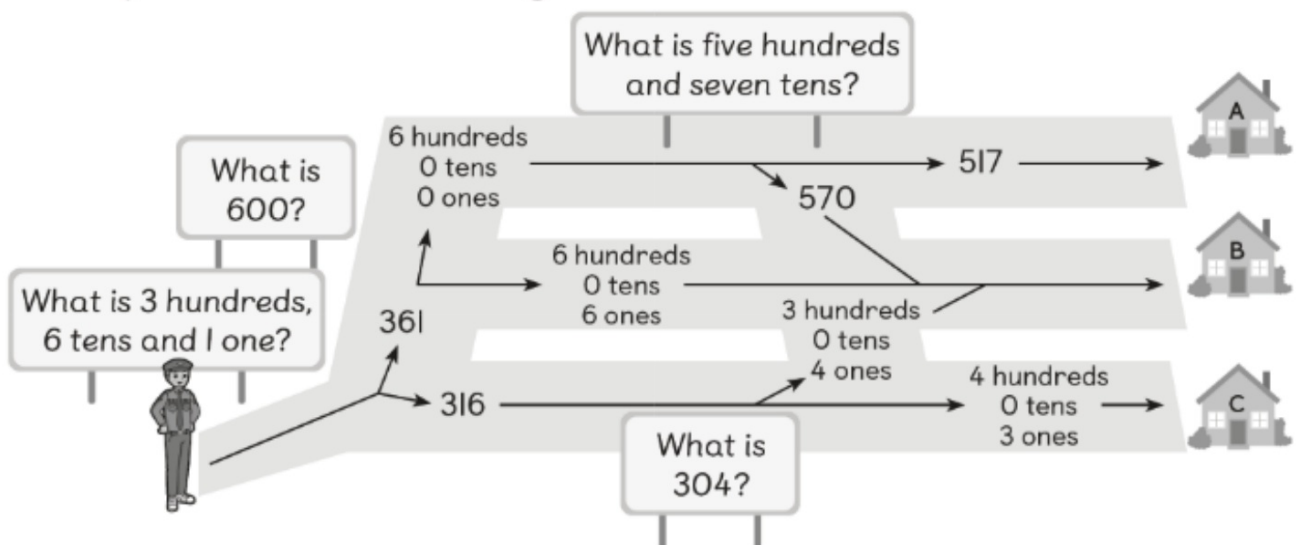 What is five hundreds
and seven tens?
6 hundreds
0 tens
0 ones
517
A
What is
600?
570
6 hundreds
0 tens
6 ones
B
What is 3 hundreds,
6 tens and 1 one?
361
3 hundreds
0 tens
4 ones
316
4 hundreds
0 tens
3 ones
C
What is
304?